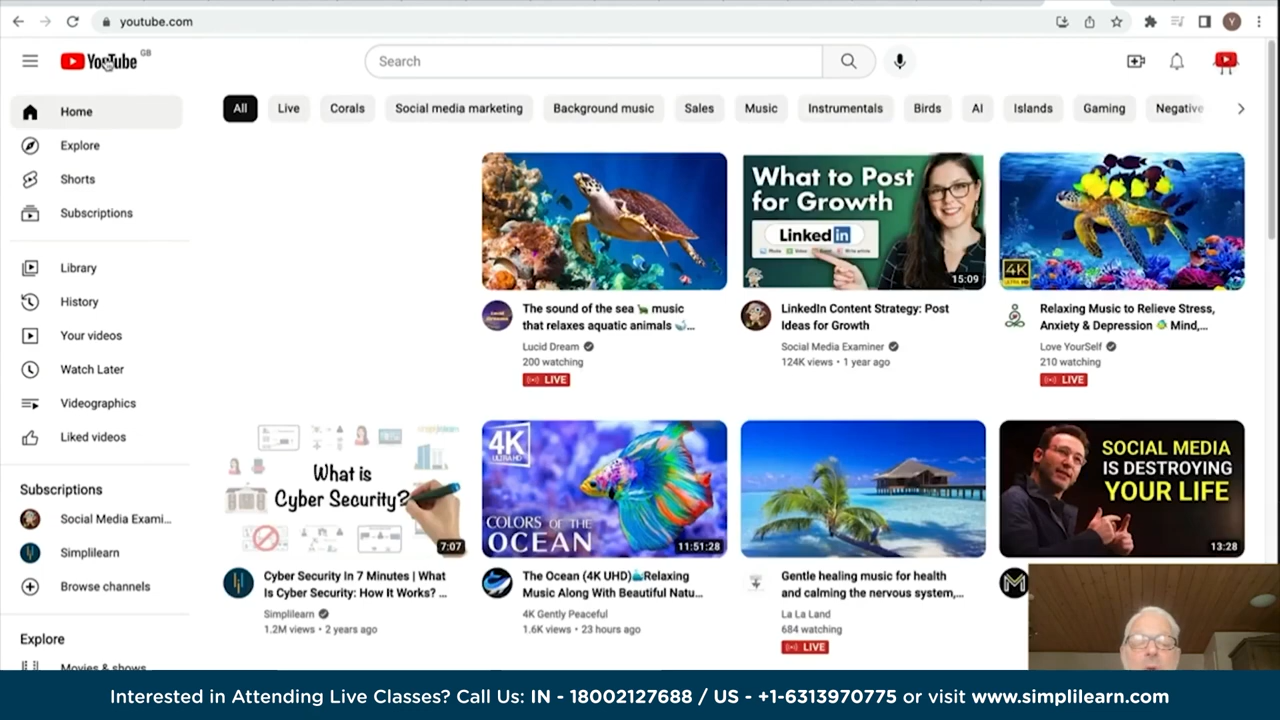 youtube.com
Y
YouTube
GB
Search
Home
Explore
Shorts
Subscriptions
Library
History
Your videos
Watch Later
Videographics
Liked videos
Subscriptions
Social Media Exami...
Simplilearn
Browse channels
Explore
Movies & shows
All
Live
Corals
Social media marketing
Background music
Sales
Music
Instrumentals
Birds
AI
Islands
Gaming
Negative
The sound of the sea 🐢 music
that relaxes aquatic animals 🐳...
Lucid Dream
200 watching
LIVE
What to Post
for Growth
Linked in
15:09
LinkedIn Content Strategy: Post
Ideas for Growth
Social Media Examiner
124K views • 1 year ago
4K
ULTRA HD
Relaxing Music to Relieve Stress,
Anxiety & Depression 🐠 Mind,...
Love YourSelf
210 watching
LIVE
simplilearn
What is
Cyber Security?
7:07
Cyber Security In 7 Minutes | What
Is Cyber Security: How It Works? ...
Simplilearn
1.2M views • 2 years ago
4K
ULTRA HD
COLORS OF THE
OCEAN
11:51:28
The Ocean (4K UHD)🌊Relaxing
Music Along With Beautiful Natu...
4K Gently Peaceful
1.6K views • 23 hours ago
Gentle healing music for health
and calming the nervous system,...
La La Land
684 watching
LIVE
SOCIAL MEDIA
IS DESTROYING
YOUR LIFE
13:28
M
Interested in Attending Live Classes? Call Us: IN - 18002127688 / US - +1-6313970775 or visit www.simplilearn.com